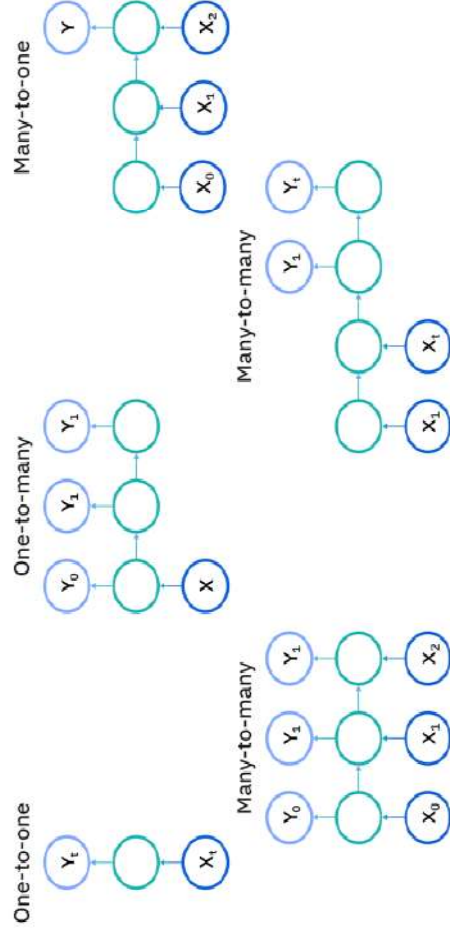 One-to-one
Yₜ
Xₜ
One-to-many
Y₀ Y₁ Y₁
X
Many-to-one
Y
X₀ X₁ X₂
Many-to-many
Y₀ Y₁ Y₁
X₀ X₁ X₂
Many-to-many
Y₁ Yₜ
X₁ Xₜ